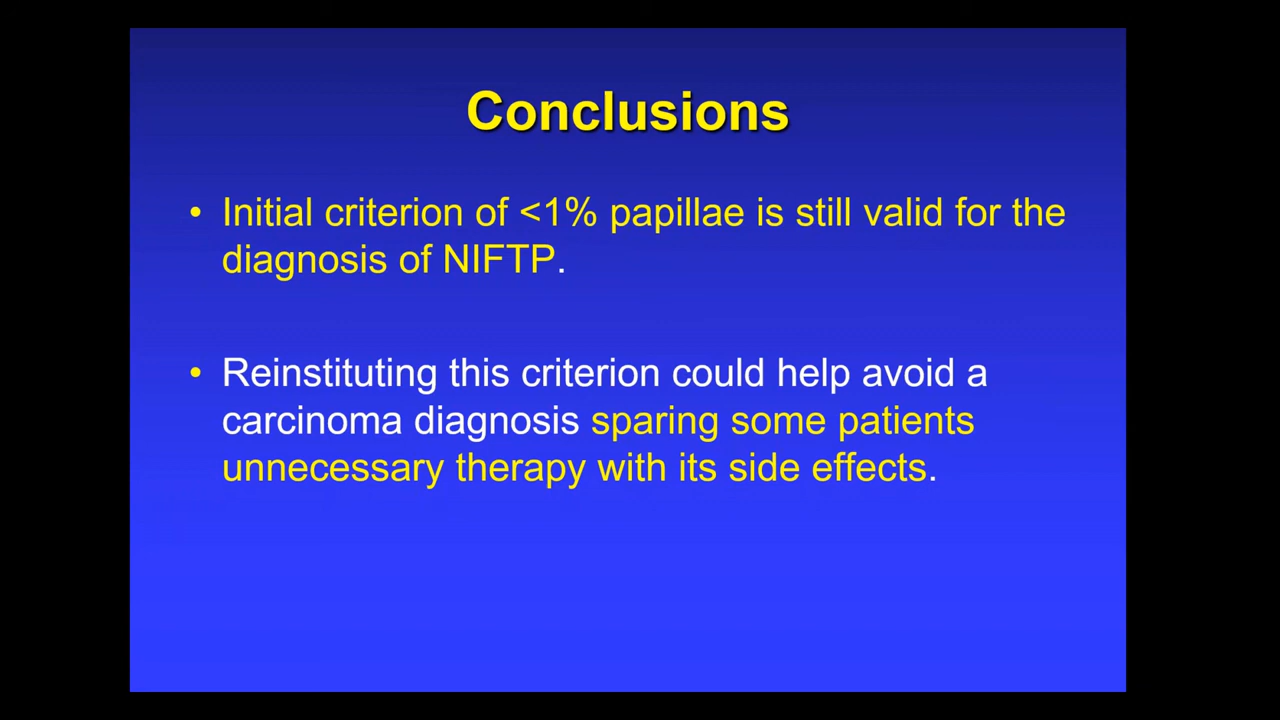 Conclusions
• Initial criterion of <1% papillae is still valid for the
diagnosis of NIFTP.
• Reinstituting this criterion could help avoid a
carcinoma diagnosis sparing some patients
unnecessary therapy with its side effects.